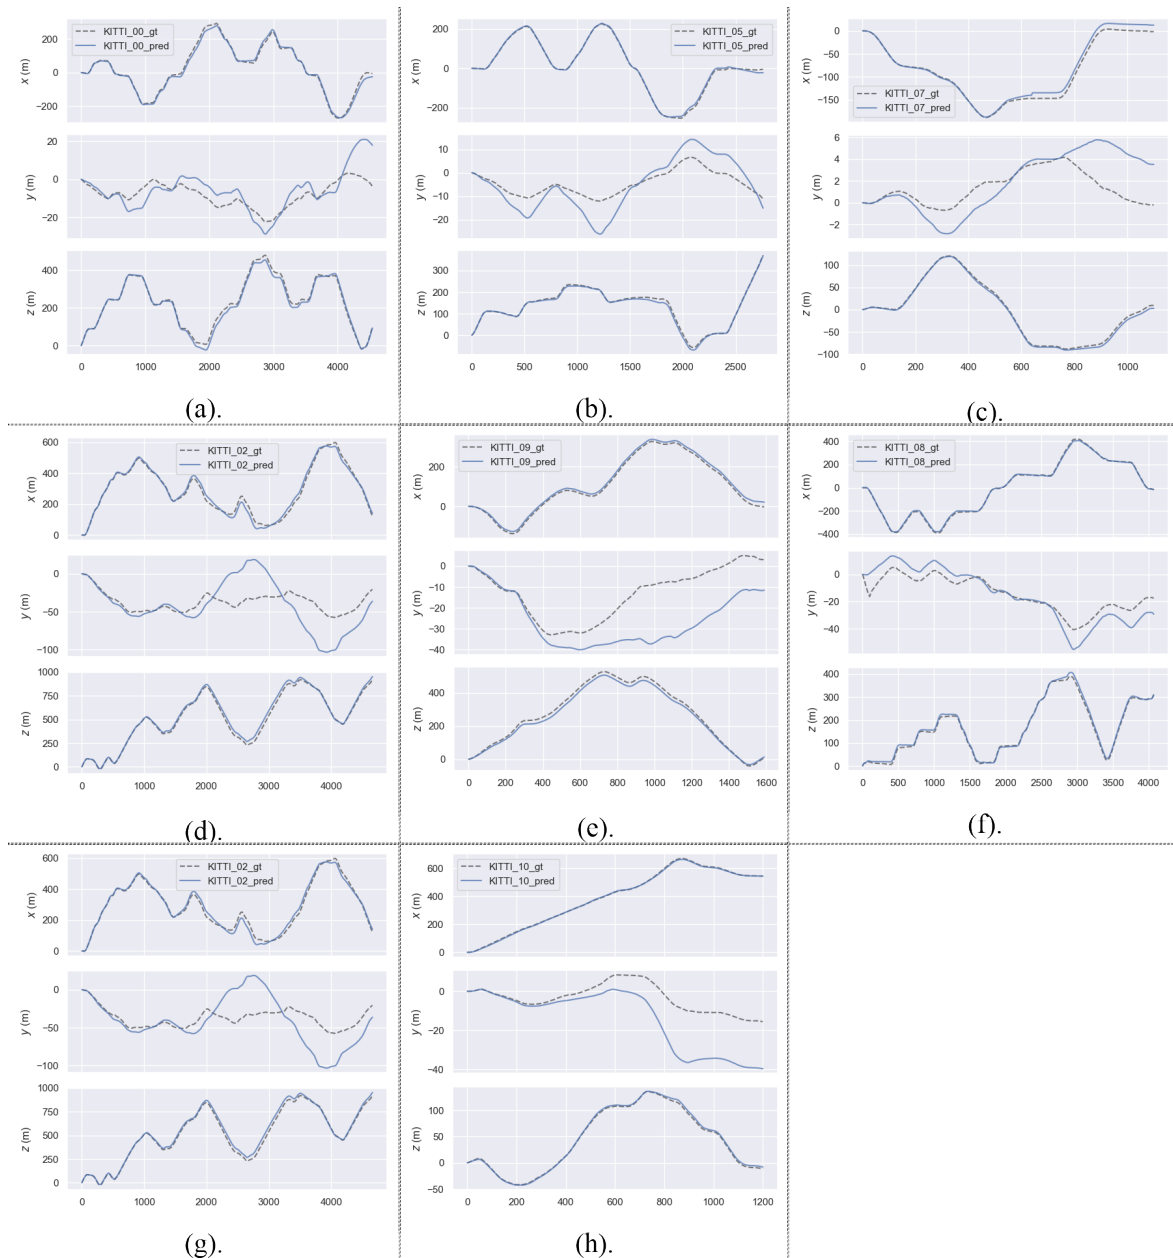 KITTI_00_gt
KITTI_00_pred
x (m)
200
0
−200
y (m)
20
0
−20
z (m)
400
200
0
0 1000 2000 3000 4000
(a).
KITTI_05_gt
KITTI_05_pred
x (m)
200
0
−200
y (m)
10
0
−10
−20
z (m)
300
200
100
0
0 500 1000 1500 2000 2500
(b).
KITTI_07_gt
KITTI_07_pred
x (m)
0
−50
−100
−150
y (m)
6
4
2
0
−2
z (m)
100
50
0
−50
−100
0 200 400 600 800 1000
(c).
KITTI_02_gt
KITTI_02_pred
x (m)
600
400
200
0
y (m)
0
−50
−100
z (m)
1000
750
500
250
0
0 1000 2000 3000 4000
(d).
KITTI_09_gt
KITTI_09_pred
x (m)
200
0
y (m)
0
−10
−20
−30
−40
z (m)
400
200
0
0 200 400 600 800 1000 1200 1400 1600
(e).
KITTI_08_gt
KITTI_08_pred
x (m)
400
200
0
−200
−400
y (m)
0
−20
−40
z (m)
400
300
200
100
0
0 500 1000 1500 2000 2500 3000 3500 4000
(f).
KITTI_02_gt
KITTI_02_pred
x (m)
600
400
200
0
y (m)
0
−50
−100
z (m)
1000
750
500
250
0
0 1000 2000 3000 4000
(g).
KITTI_10_gt
KITTI_10_pred
x (m)
600
400
200
0
y (m)
0
−20
−40
z (m)
100
50
0
−50
0 200 400 600 800 1000 1200
(h).